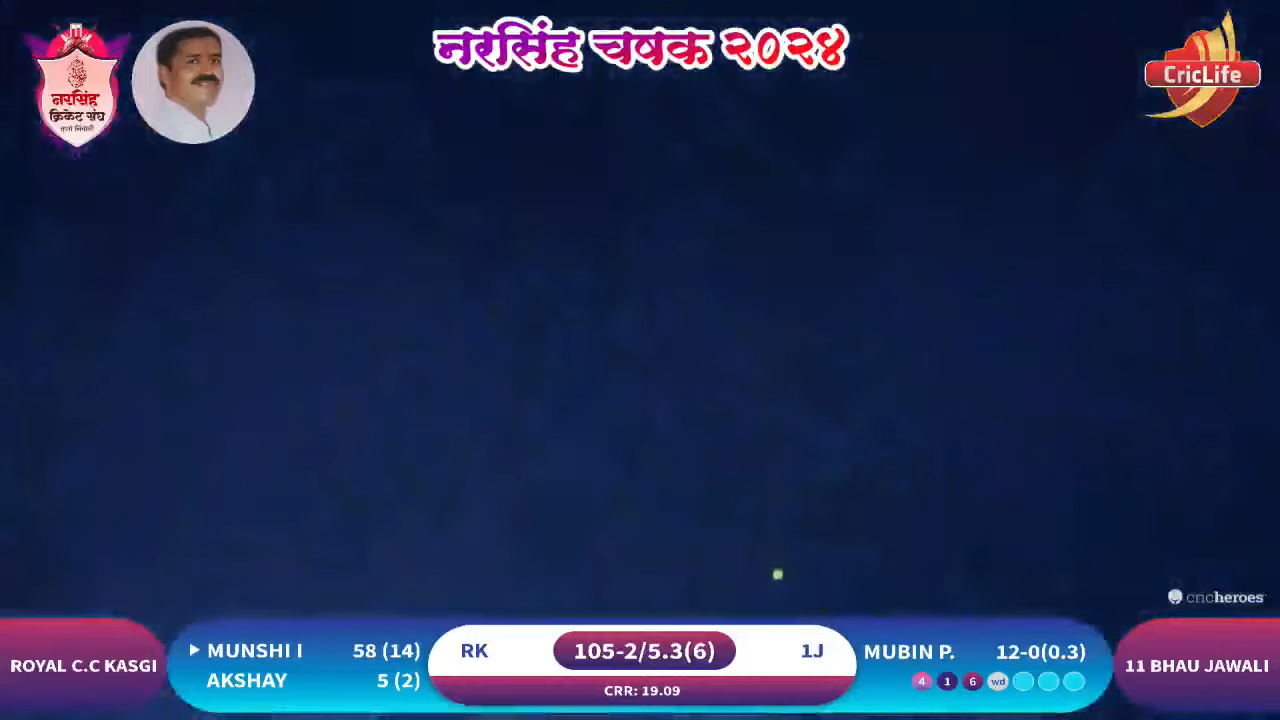 नरसिंह चषक २०२४
नरसिंह
क्रिकेट संघ
CricLife
cricheroes
ROYAL C.C KASGI
MUNSHI I 58 (14)
AKSHAY 5 (2)
RK 105-2/5.3(6) 1J
CRR: 19.09
MUBIN P. 12-0(0.3)
4 1 6 wd
11 BHAU JAWALI